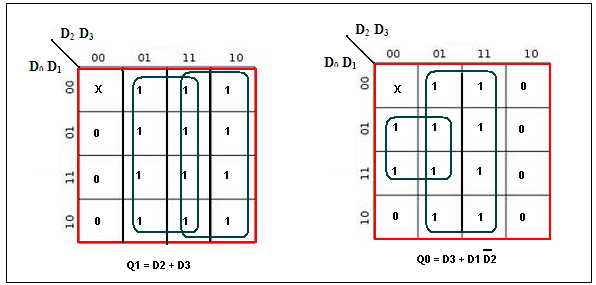 D₂ D₃
D₀ D₁
00 01 11 10
00 X 1 1 1
01 0 1 1 1
11 0 1 1 1
10 0 1 1 1
Q1 = D2 + D3
D₂ D₃
D₀ D₁
00 01 11 10
00 X 1 1 0
01 1 1 1 0
11 1 1 1 0
10 0 1 1 0
Q0 = D3 + D1 D̅2̅